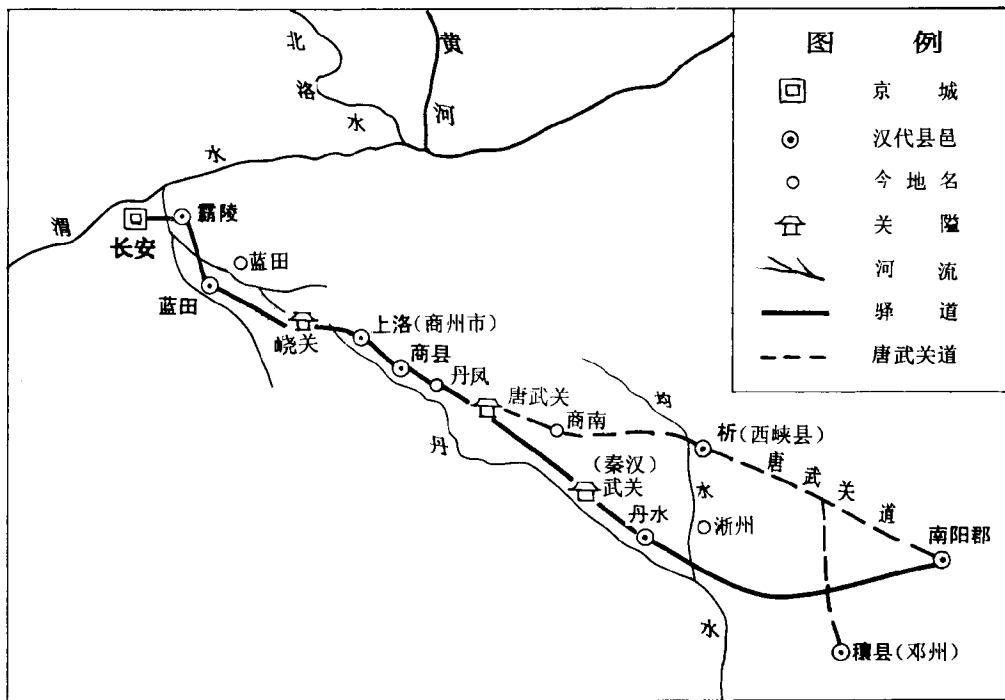 图 例
京 城
汉代县邑
今 地 名
关 隘
河 流
驿 道
唐武关道
北 洛 水
黄 河
渭 水
霸陵
长安
蓝田
蓝田
峣关
上洛(商州市)
商县
丹凤
唐武关
商南
(秦汉)
武关
丹水
丹 水
均 水
淅州
析(西峡县)
唐 武 关 道
南阳郡
穰县(邓州)